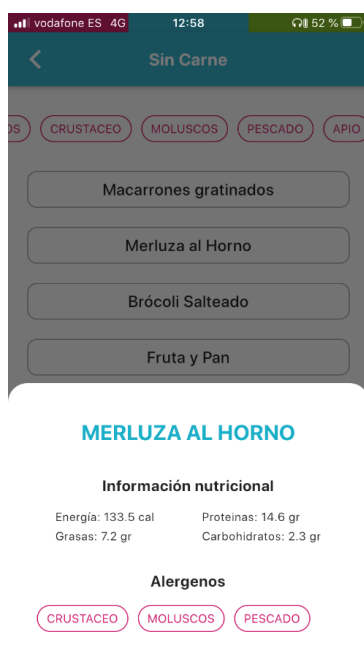 vodafone ES 4G 12:58 52 %
Sin Carne
OS CRUSTACEO MOLUSCOS PESCADO APIO
Macarrones gratinados
Merluza al Horno
Brócoli Salteado
Fruta y Pan
MERLUZA AL HORNO
Información nutricional
Energía: 133.5 cal Proteinas: 14.6 gr
Grasas: 7.2 gr Carbohidratos: 2.3 gr
Alergenos
CRUSTACEO MOLUSCOS PESCADO